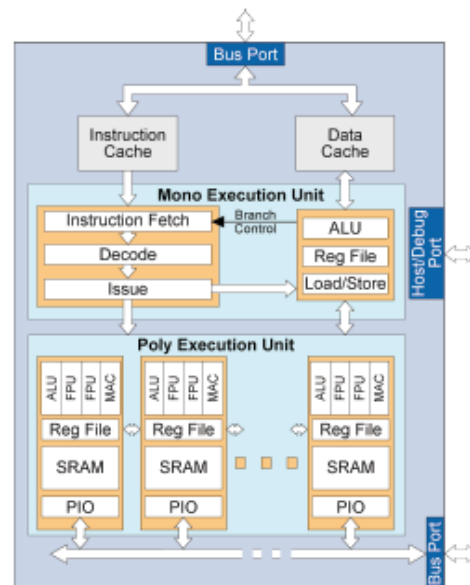 Bus Port
Instruction
Cache
Data
Cache
Mono Execution Unit
Instruction Fetch
Decode
Issue
Branch
Control
ALU
Reg File
Load/Store
Host/Debug
Port
Poly Execution Unit
ALU
FPU
FPU
MAC
Reg File
SRAM
PIO
ALU
FPU
FPU
MAC
Reg File
SRAM
PIO
ALU
FPU
FPU
MAC
Reg File
SRAM
PIO
Bus Port